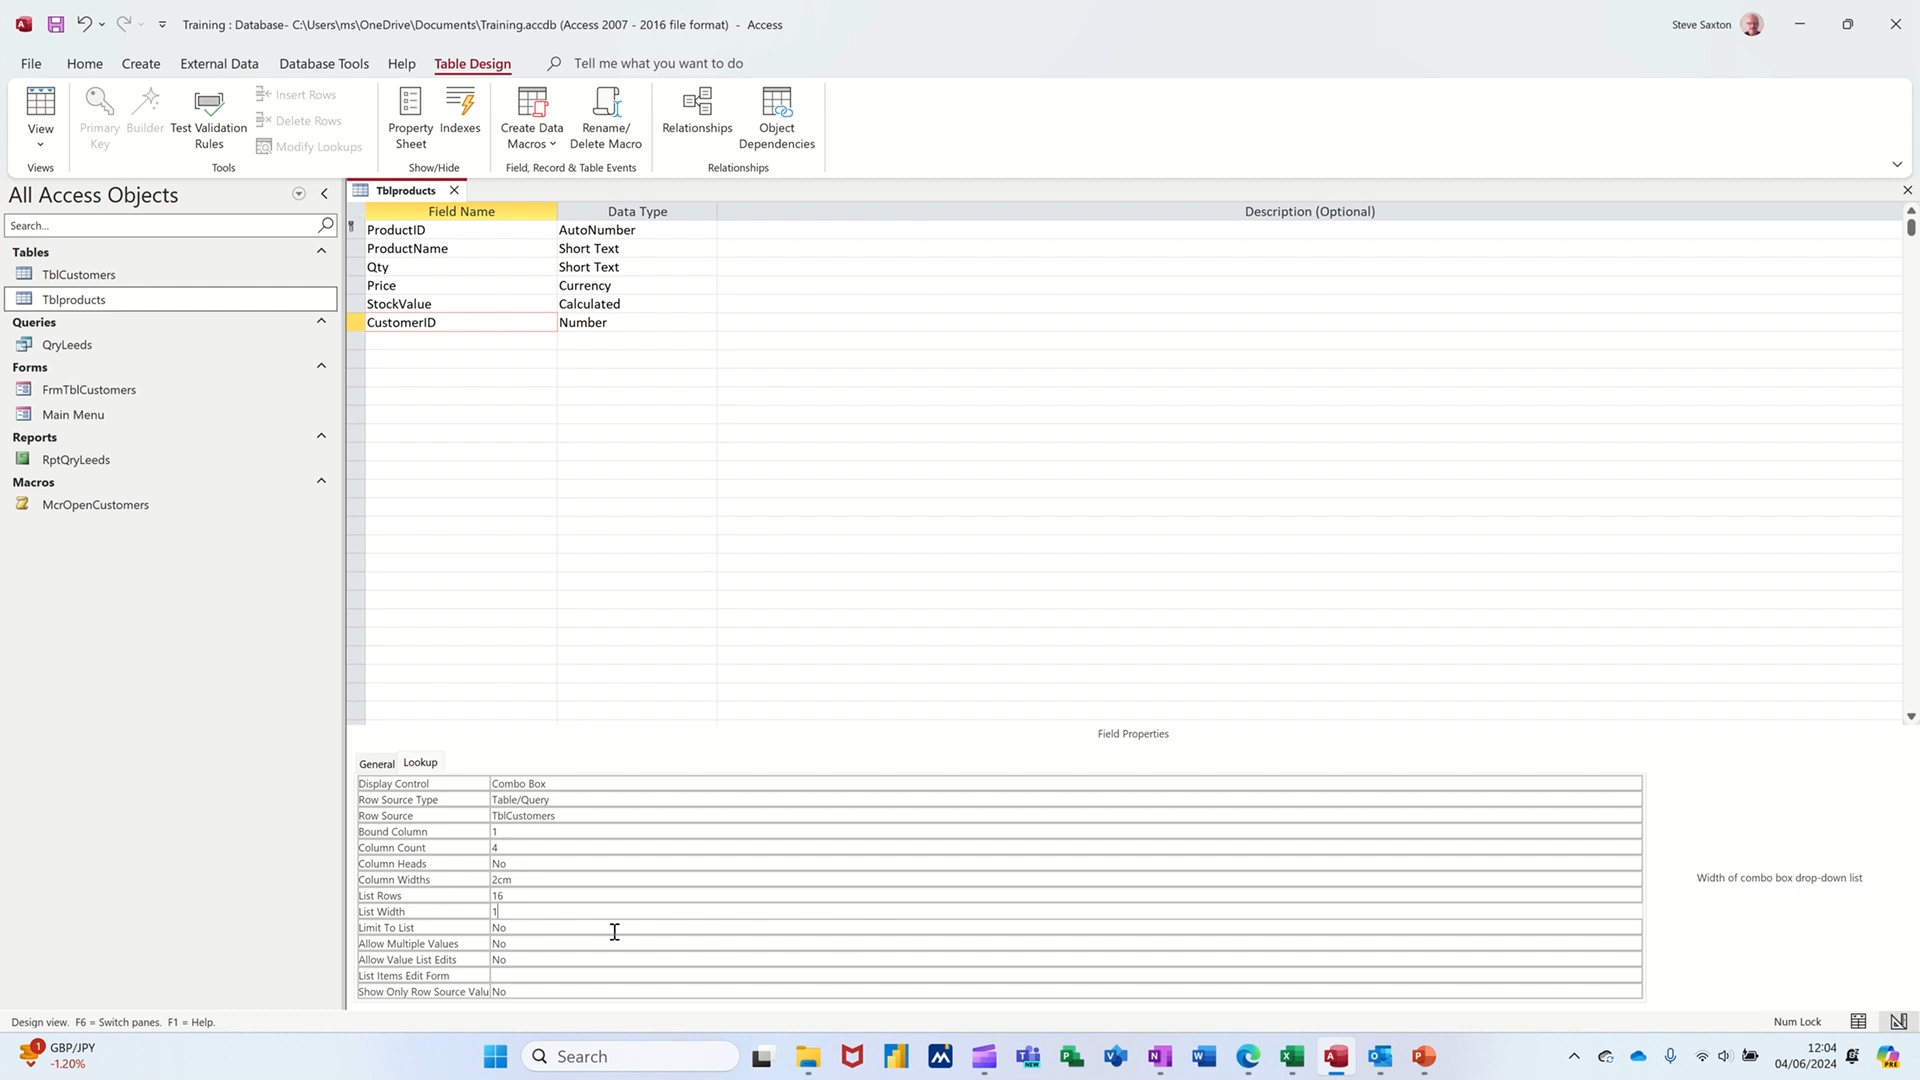 Training : Database- C:\Users\ms\OneDrive\Documents\Training.accdb (Access 2007 - 2016 file format) - Access
Steve Saxton
File Home Create External Data Database Tools Help Table Design Tell me what you want to do
View
Views
Primary Key
Builder
Test Validation Rules
Insert Rows
Delete Rows
Modify Lookups
Tools
Property Sheet
Indexes
Show/Hide
Create Data Macros
Rename/ Delete Macro
Field, Record & Table Events
Relationships
Object Dependencies
Relationships
All Access Objects
Search...
Tables
TblCustomers
Tblproducts
Queries
QryLeeds
Forms
FrmTblCustomers
Main Menu
Reports
RptQryLeeds
Macros
McrOpenCustomers
Tblproducts
Field Name Data Type Description (Optional)
ProductID AutoNumber
ProductName Short Text
Qty Short Text
Price Currency
StockValue Calculated
CustomerID Number
Field Properties
General Lookup
Display Control Combo Box
Row Source Type Table/Query
Row Source TblCustomers
Bound Column 1
Column Count 4
Column Heads No
Column Widths 2cm
List Rows 16
List Width 1
Limit To List No
Allow Multiple Values No
Allow Value List Edits No
List Items Edit Form
Show Only Row Source Valu No
Width of combo box drop-down list
Design view. F6 = Switch panes. F1 = Help.
Num Lock
1
GBP/JPY
-1.20%
Search
NEW
12:04
04/06/2024
PRE